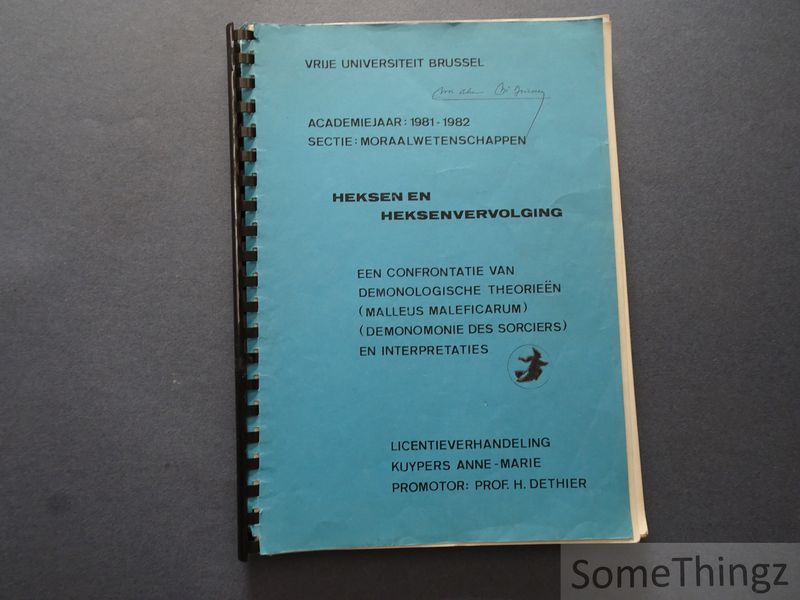 VRIJE UNIVERSITEIT BRUSSEL
ACADEMIEJAAR: 1981-1982
SECTIE: MORAALWETENSCHAPPEN
HEKSEN EN
HEKSENVERVOLGING
EEN CONFRONTATIE VAN
DEMONOLOGISCHE THEORIEËN
(MALLEUS MALEFICARUM)
(DEMONOMONIE DES SORCIERS)
EN INTERPRETATIES
LICENTIEVERHANDELING
KUYPERS ANNE-MARIE
PROMOTOR: PROF. H. DETHIER
SomeThingz